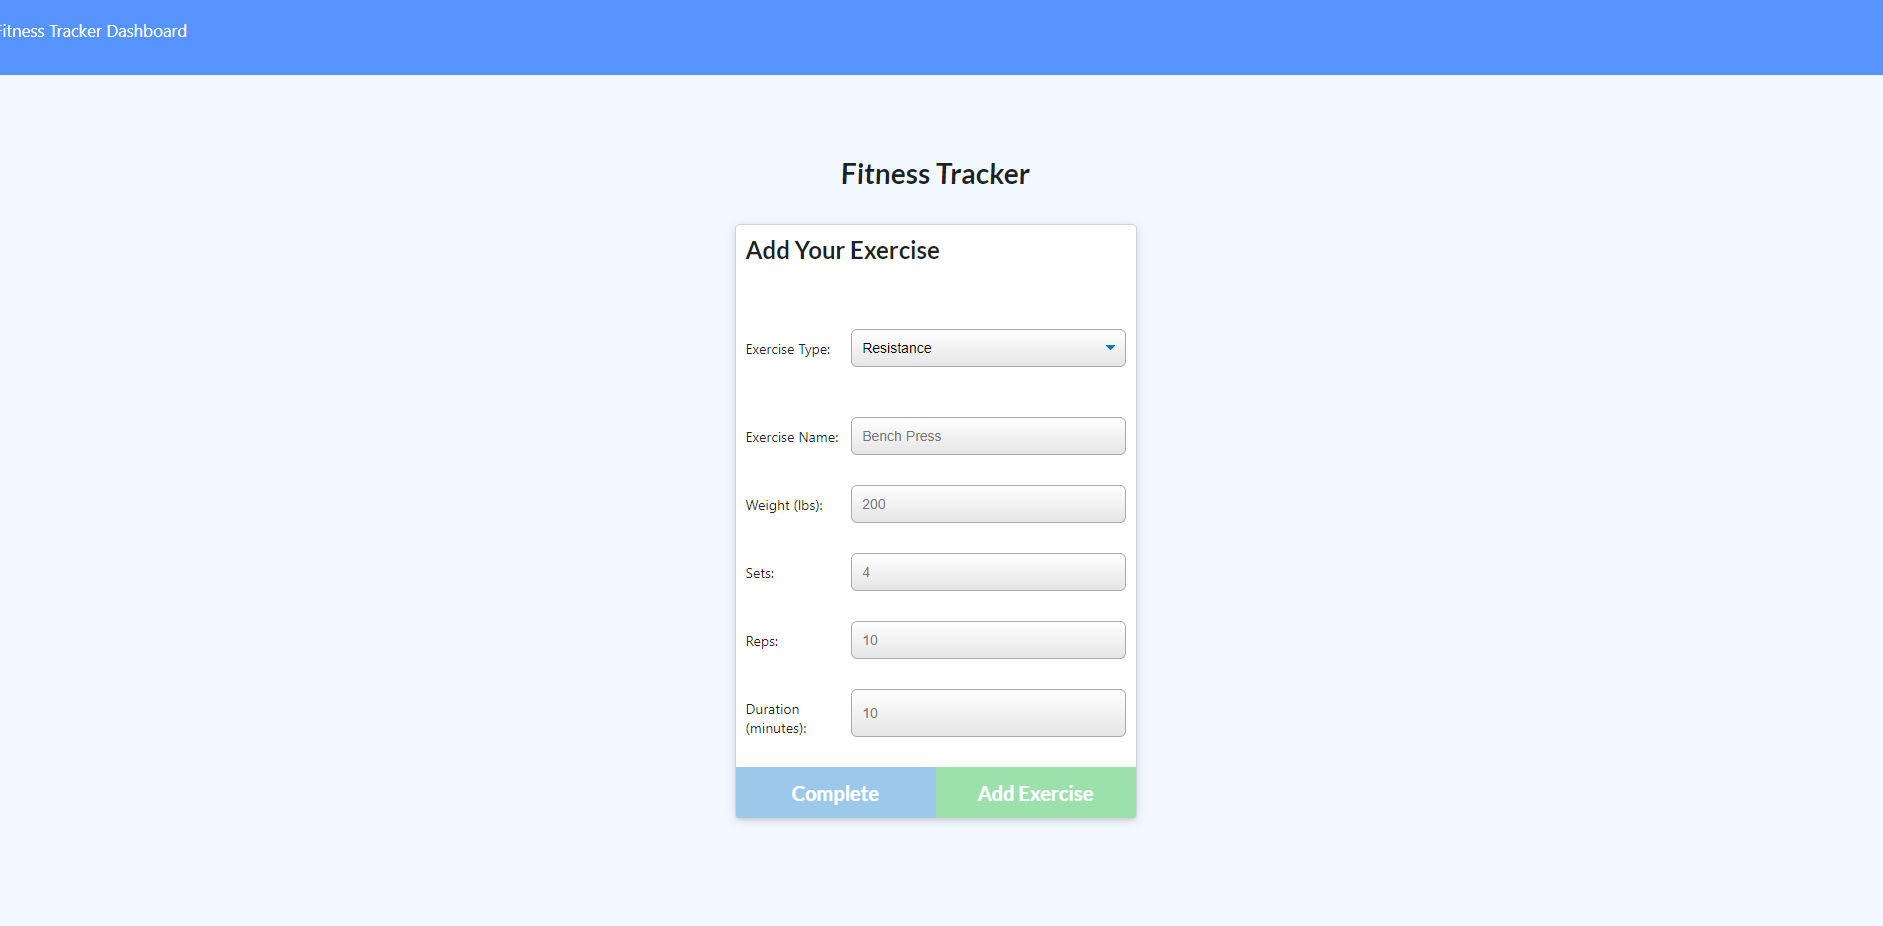 Fitness Tracker Dashboard
Fitness Tracker
Add Your Exercise
Exercise Type: Resistance
Exercise Name: Bench Press
Weight (lbs): 200
Sets: 4
Reps: 10
Duration
(minutes): 10
Complete Add Exercise